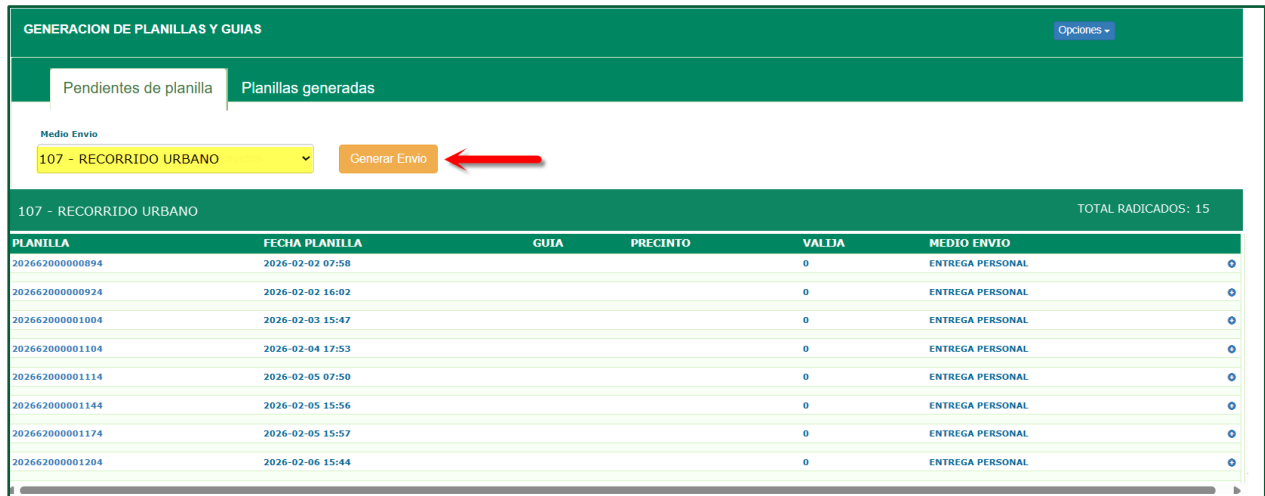 GENERACION DE PLANILLAS Y GUIAS
Opciones
Pendientes de planilla Planillas generadas
Medio Envio
107 - RECORRIDO URBANO Generar Envio
107 - RECORRIDO URBANO TOTAL RADICADOS: 15
PLANILLA FECHA PLANILLA GUIA PRECINTO VALIJA MEDIO ENVIO
202662000000894 2026-02-02 07:58 0 ENTREGA PERSONAL
202662000000924 2026-02-02 16:02 0 ENTREGA PERSONAL
202662000001004 2026-02-03 15:47 0 ENTREGA PERSONAL
202662000001104 2026-02-04 17:53 0 ENTREGA PERSONAL
202662000001114 2026-02-05 07:50 0 ENTREGA PERSONAL
202662000001144 2026-02-05 15:56 0 ENTREGA PERSONAL
202662000001174 2026-02-05 15:57 0 ENTREGA PERSONAL
202662000001204 2026-02-06 15:44 0 ENTREGA PERSONAL